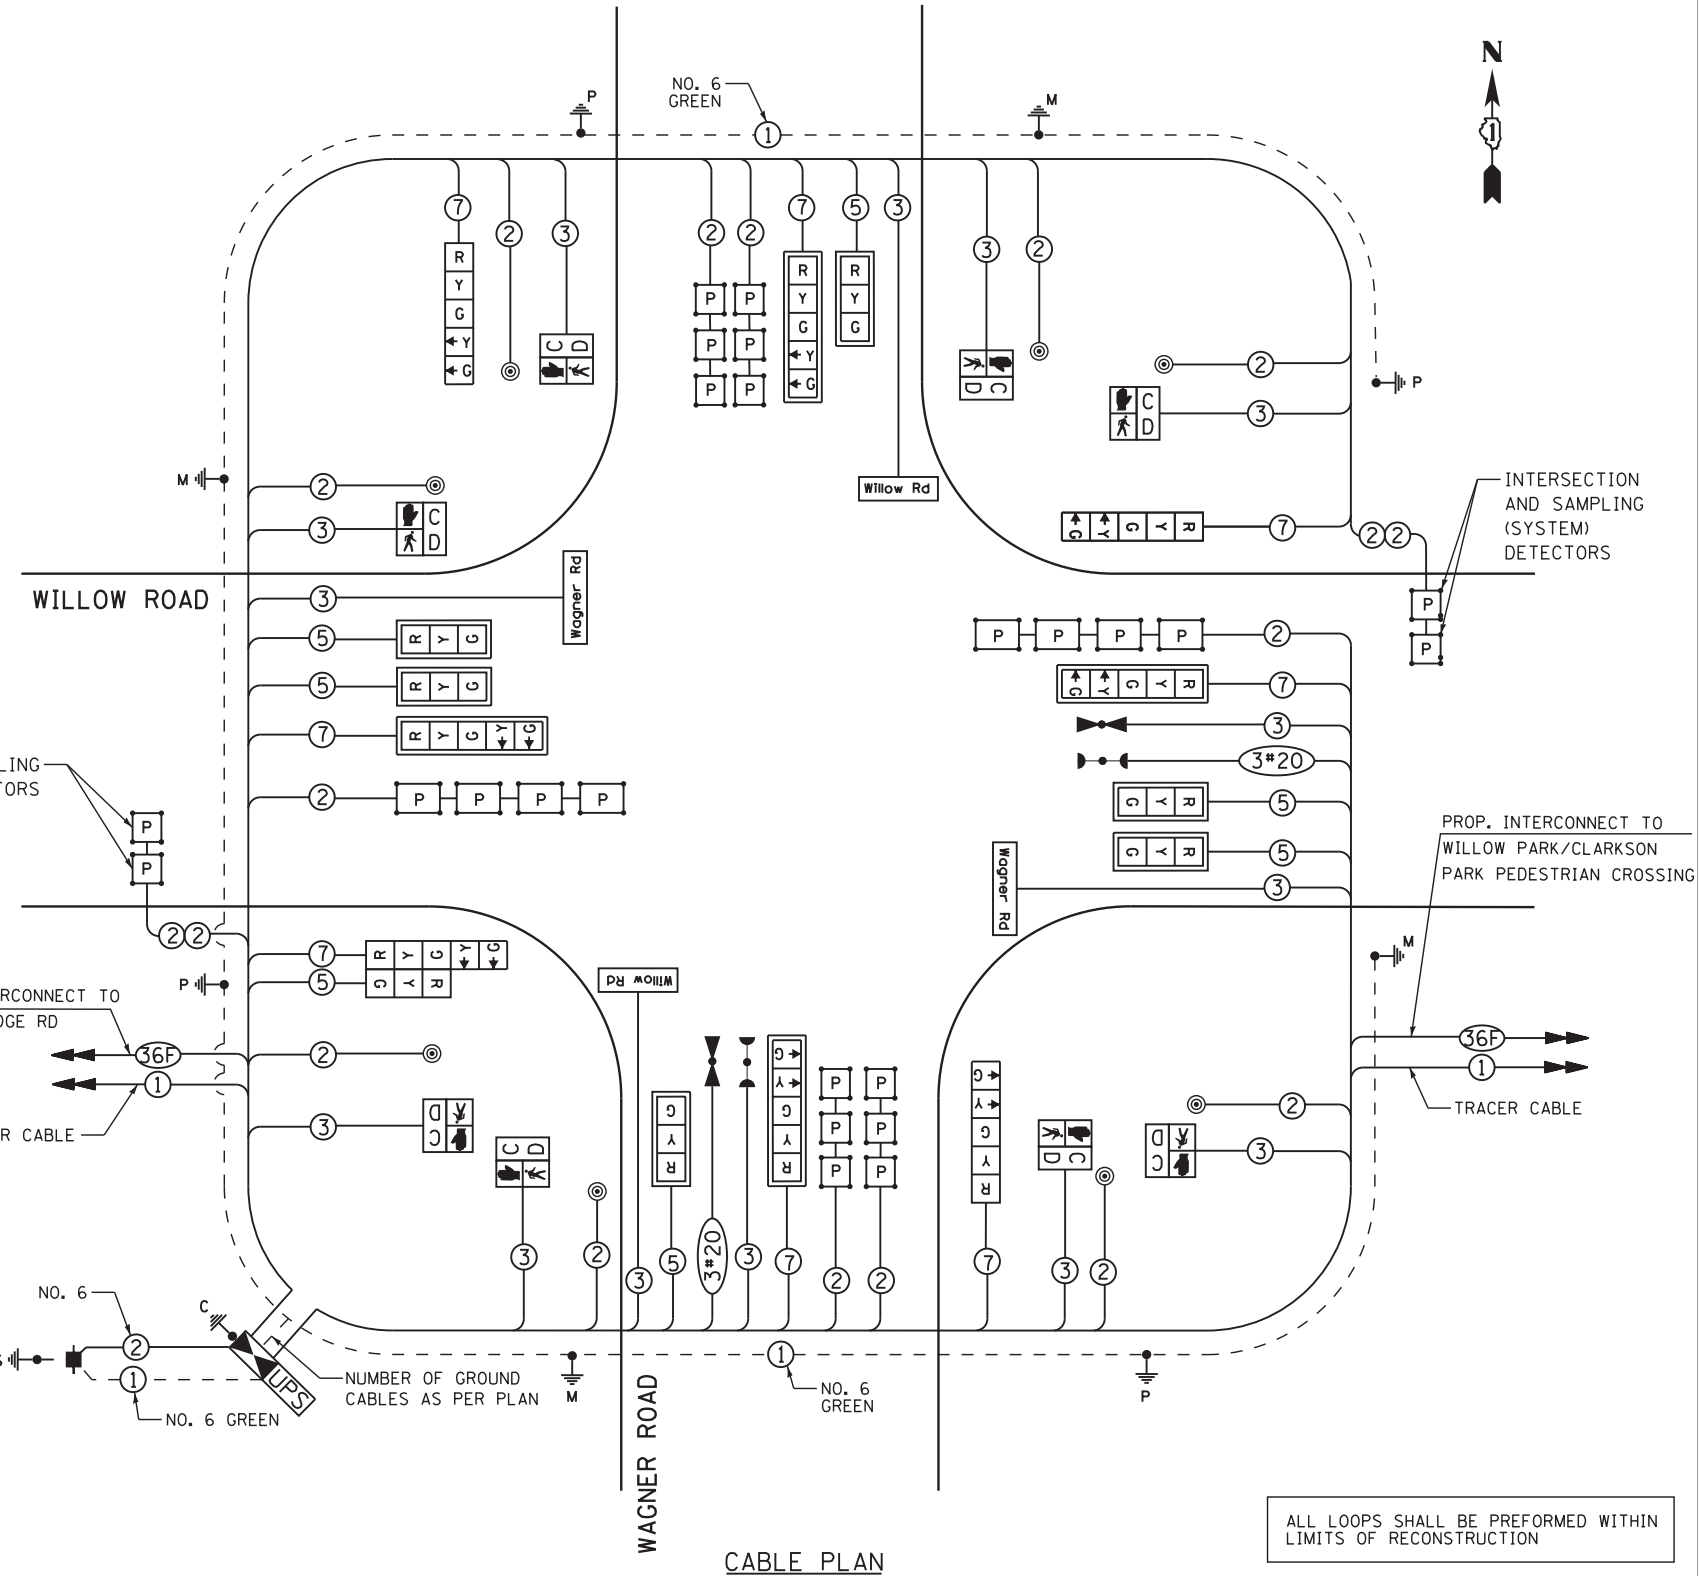 N
1
NO. 6
GREEN
1
P
M
7
2
3
2
2
7
5
3
3
2
R
Y
G
Y
G
C D
P P
P P
P P
R
Y
G
Y
G
R
Y
G
D C
Willow Rd
2
C
D
3
P
M
2
3
C
D
G Y G Y R
7
2 2
P
P
INTERSECTION
AND SAMPLING
(SYSTEM)
DETECTORS
WILLOW ROAD
3
Wagner Rd
5
R Y G
5
R Y G
7
R Y G Y G
2
P P P P
P P P P
2
G Y G Y R
7
3
3#20
G Y R
5
G Y R
5
Wagner Rd
3
LING
TORS
P
P
2 2
PROP. INTERCONNECT TO
WILLOW PARK/CLARKSON
PARK PEDESTRIAN CROSSING
7
R Y G Y G
5
G Y R
P
RCONNECT TO
DGE RD
36F
1
R CABLE
2
3
C D
Willow Rd
M
36F
1
TRACER CABLE
2
3
C D
C D
3
2
3
G
Y
R
5
3#20
3
G
Y
G
Y
R
7
P P
P P
P P
2
2
G
Y
G
Y
R
7
D C
3
2
NO. 6
2
C
S
1
NO. 6 GREEN
UPS
NUMBER OF GROUND
CABLES AS PER PLAN
M
1
NO. 6
GREEN
P
WAGNER ROAD
ALL LOOPS SHALL BE PREFORMED WITHIN
LIMITS OF RECONSTRUCTION
CABLE PLAN